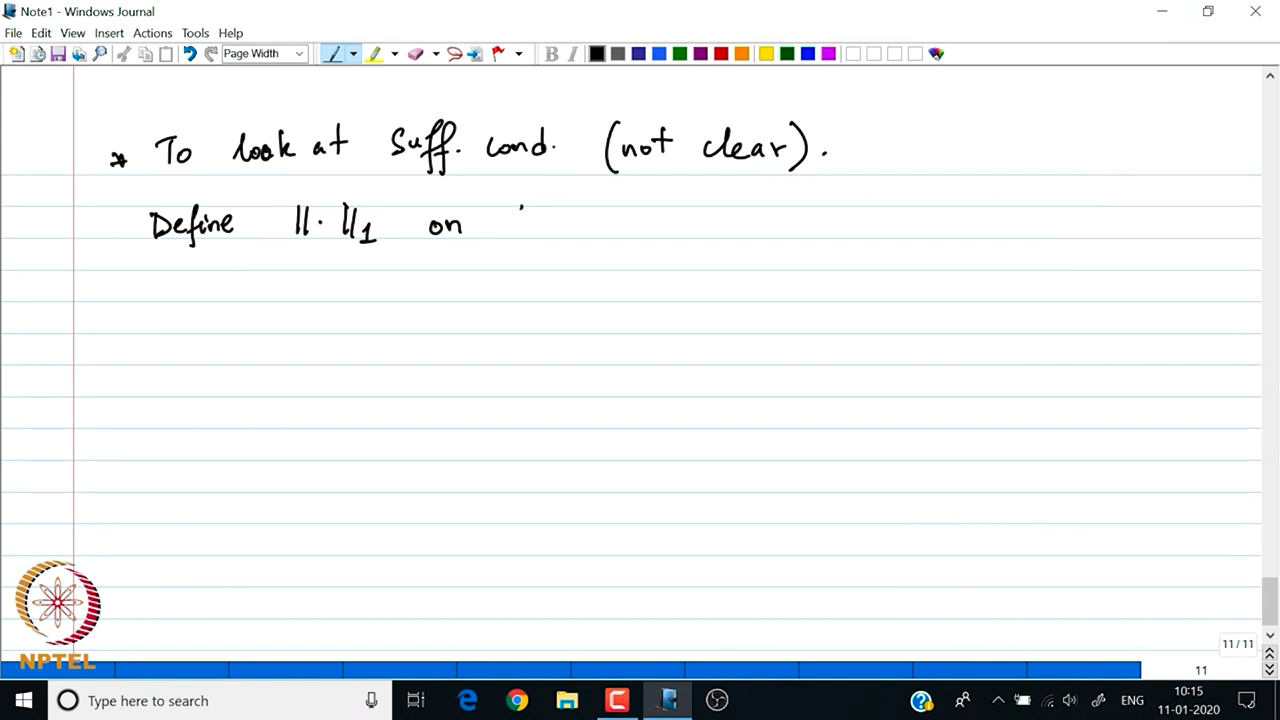 Note1 - Windows Journal
File Edit View Insert Actions Tools Help
Page Width B I
* To look at Suff. cond. (not clear).
Define ||·||₁ on
NPTEL
11 / 11
11
Type here to search
ENG
10:15
11-01-2020